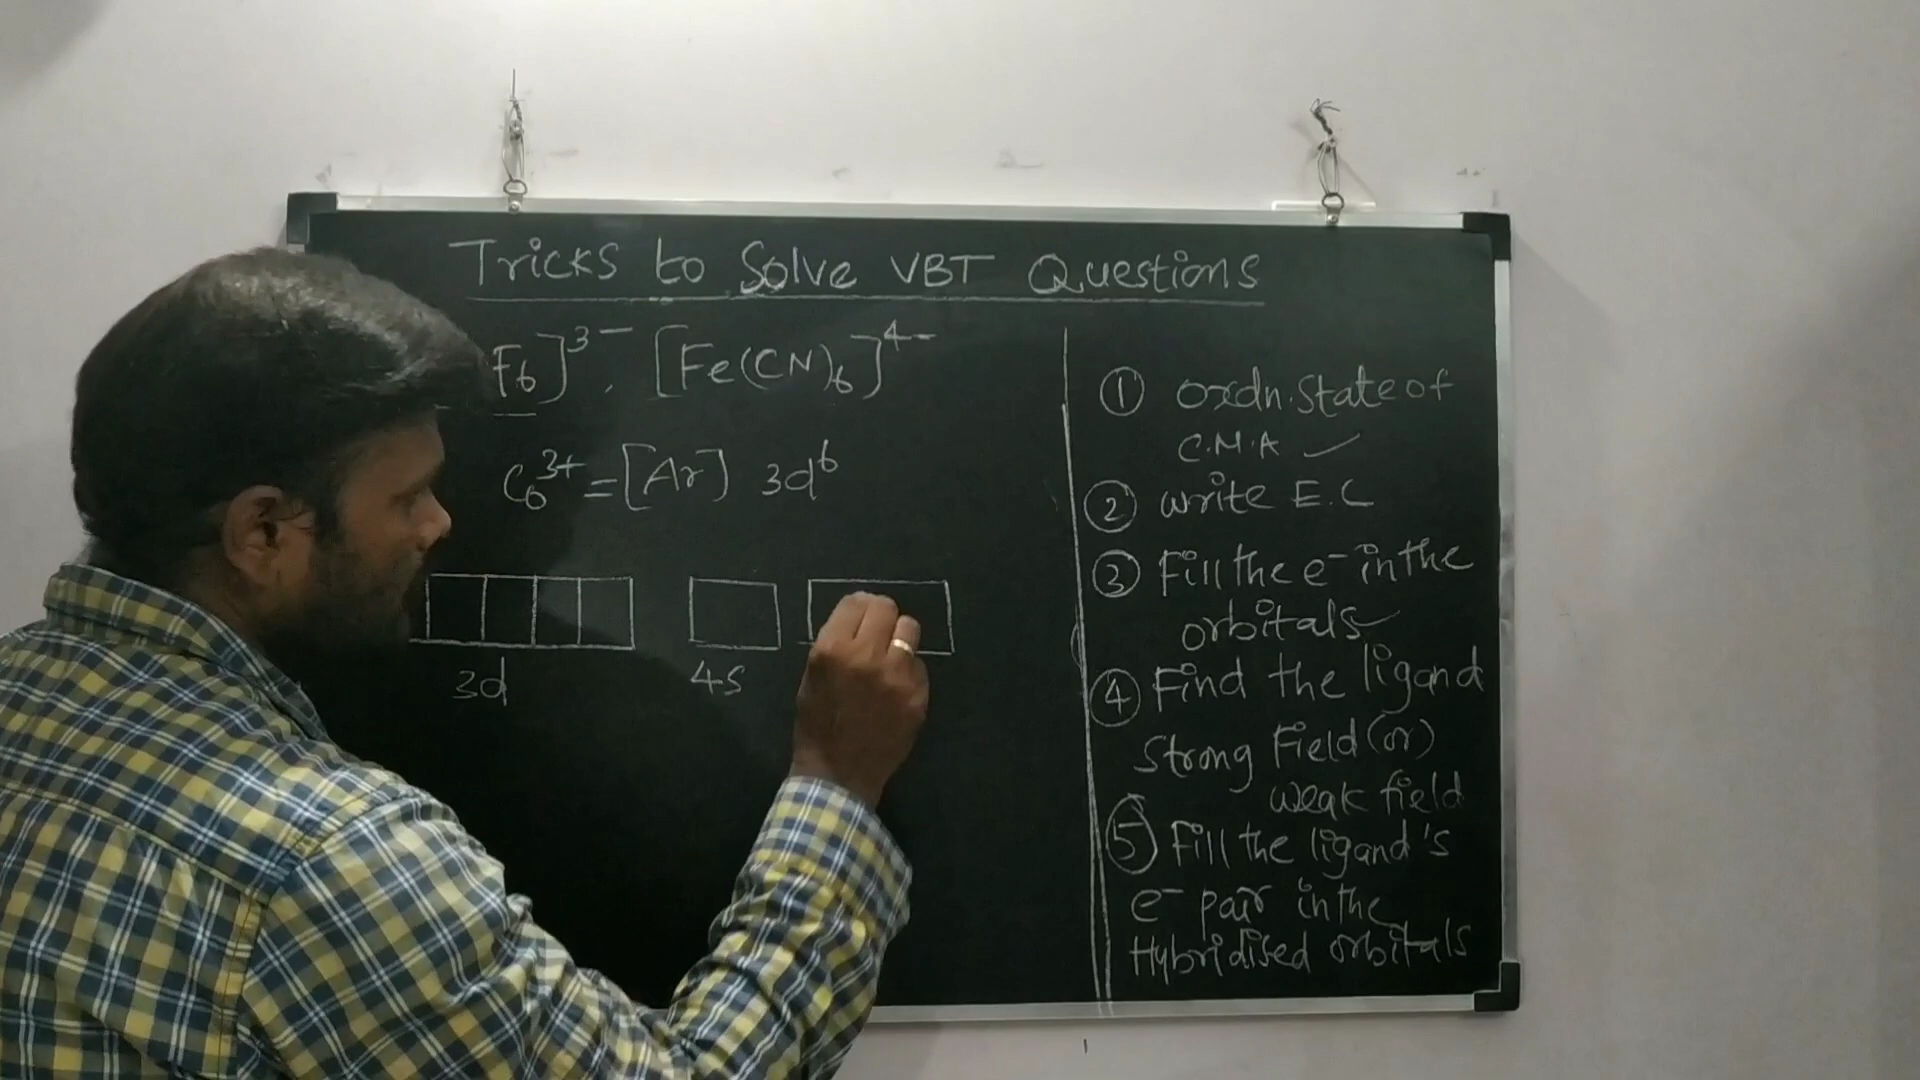 Tricks to Solve VBT Questions
F6]3− , [Fe(CN)6]4−
Co3+ = [Ar] 3d6
3d 4s
① oxdn. State of
C.M.A ✓
② write E.C
③ Fill the e− in the
orbitals ✓
④ Find the ligand
Strong Field (or)
weak field
⑤ Fill the ligand's
e− pair in the
Hybridised orbitals